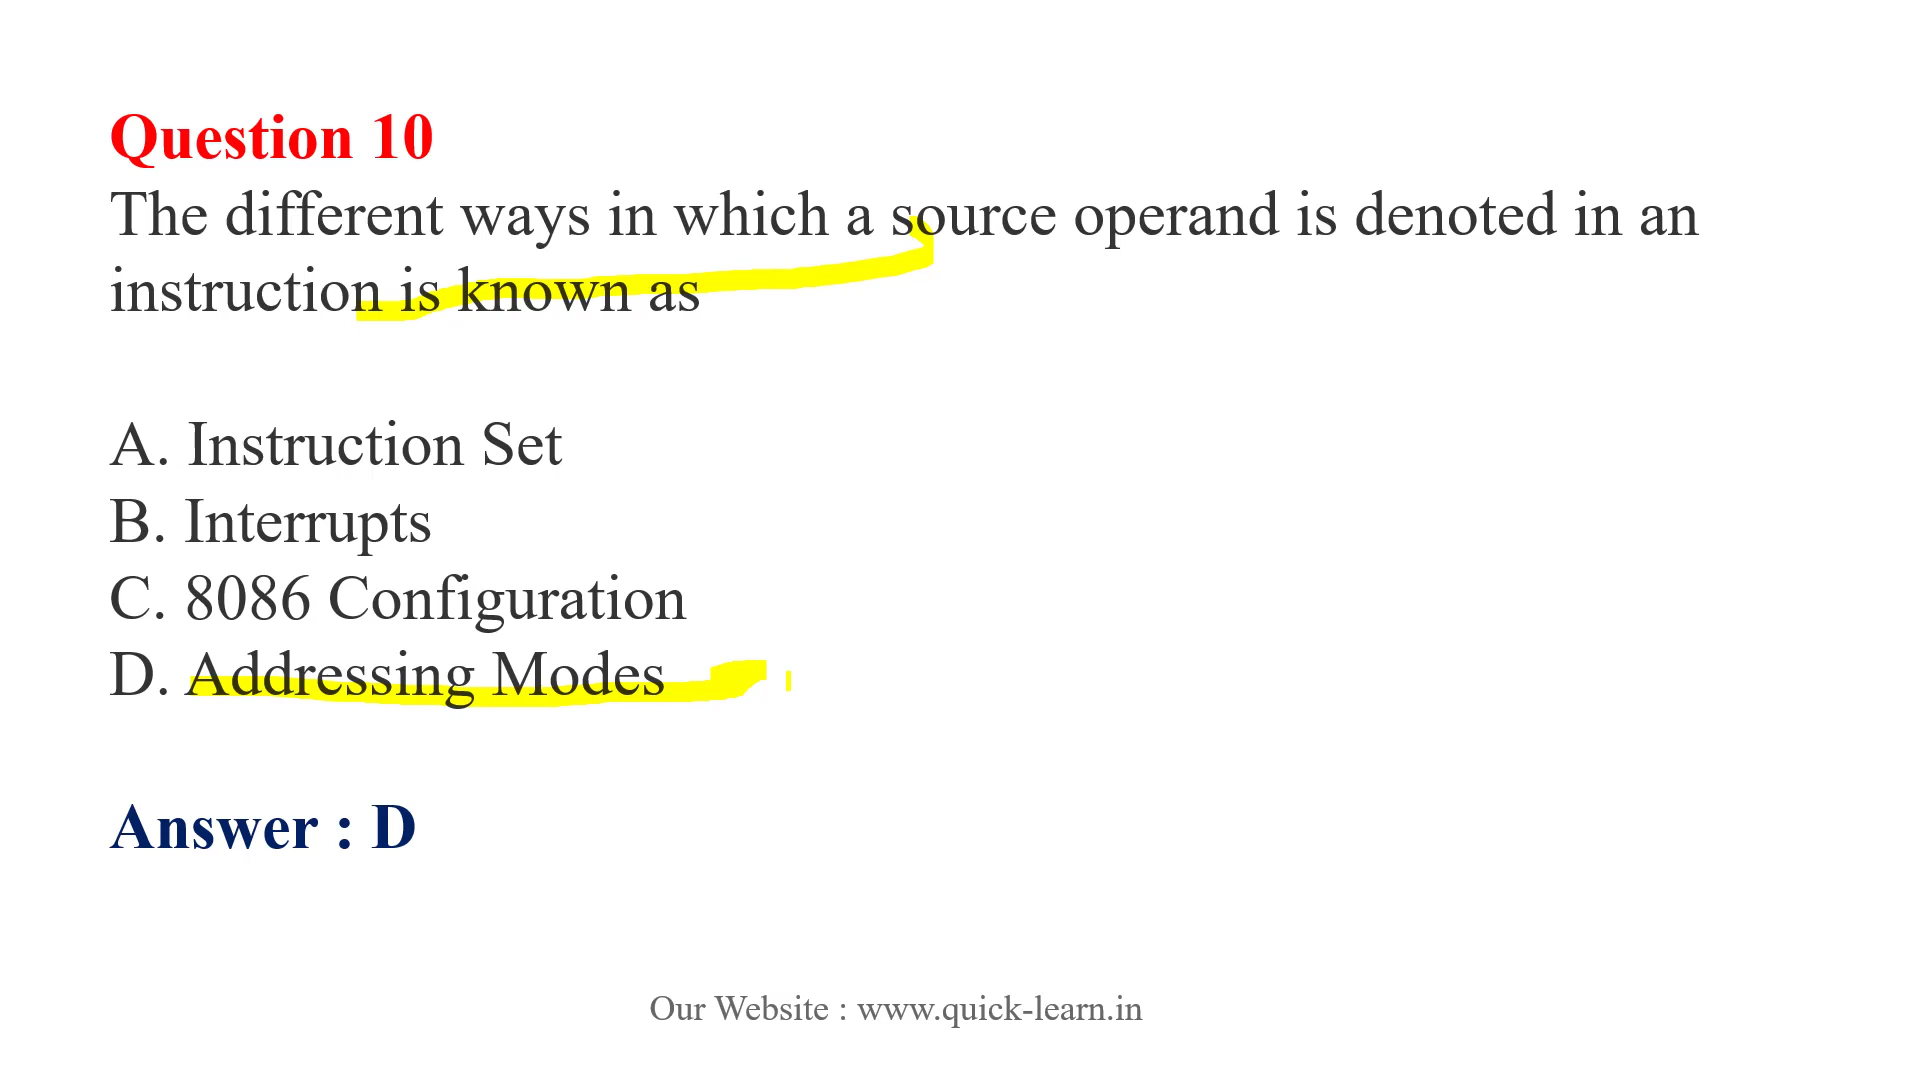 Question 10
The different ways in which a source operand is denoted in an
instruction is known as
A. Instruction Set
B. Interrupts
C. 8086 Configuration
D. Addressing Modes
Answer : D
Our Website : www.quick-learn.in